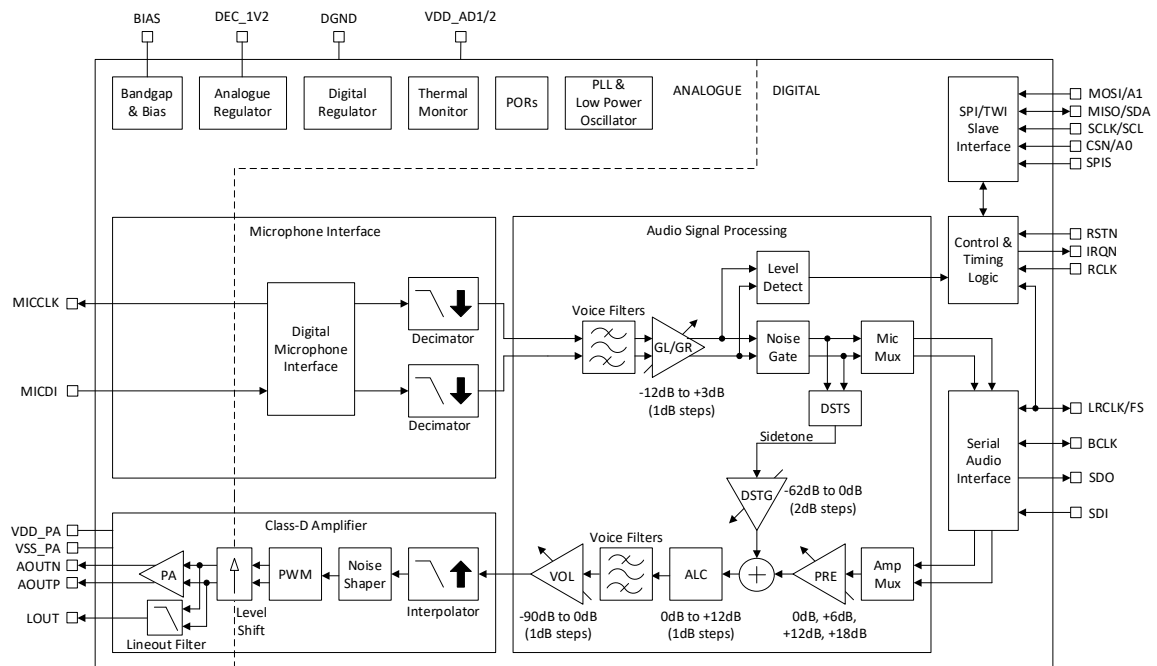 BIAS
DEC_1V2
DGND
VDD_AD1/2
Bandgap
& Bias
Analogue
Regulator
Digital
Regulator
Thermal
Monitor
PORs
PLL &
Low Power
Oscillator
ANALOGUE
DIGITAL
SPI/TWI
Slave
Interface
MOSI/A1
MISO/SDA
SCLK/SCL
CSN/A0
SPIS
Microphone Interface
Audio Signal Processing
Control &
Timing
Logic
RSTN
IRQN
RCLK
MICCLK
MICDI
Digital
Microphone
Interface
Decimator
Decimator
Voice Filters
GL/GR
-12dB to +3dB
(1dB steps)
Level
Detect
Noise
Gate
Mic
Mux
DSTS
Sidetone
DSTG
-62dB to 0dB
(2dB steps)
Serial
Audio
Interface
LRCLK/FS
BCLK
SDO
SDI
VDD_PA
VSS_PA
AOUTN
AOUTP
LOUT
Class-D Amplifier
PA
Lineout Filter
Level
Shift
PWM
Noise
Shaper
Interpolator
VOL
-90dB to 0dB
(1dB steps)
Voice Filters
ALC
0dB to +12dB
(1dB steps)
PRE
0dB, +6dB,
+12dB, +18dB
Amp
Mux